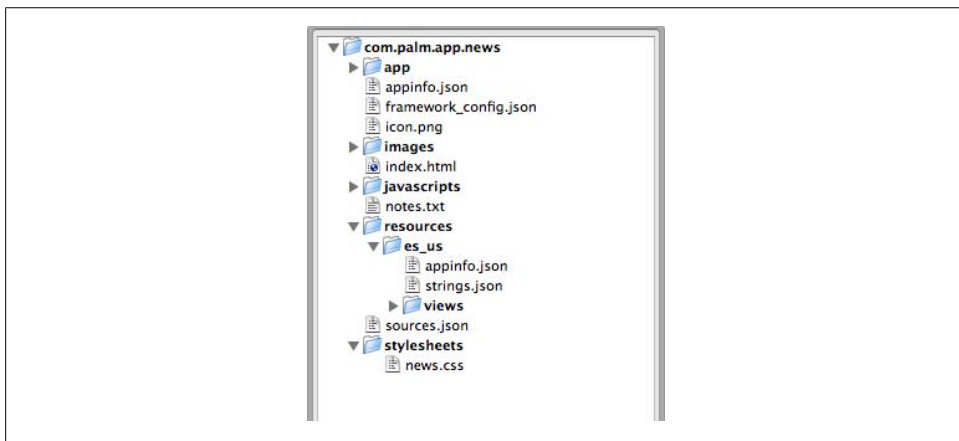 com.palm.app.news
app
appinfo.json
framework_config.json
icon.png
images
index.html
javascripts
notes.txt
resources
es_us
appinfo.json
strings.json
views
sources.json
stylesheets
news.css